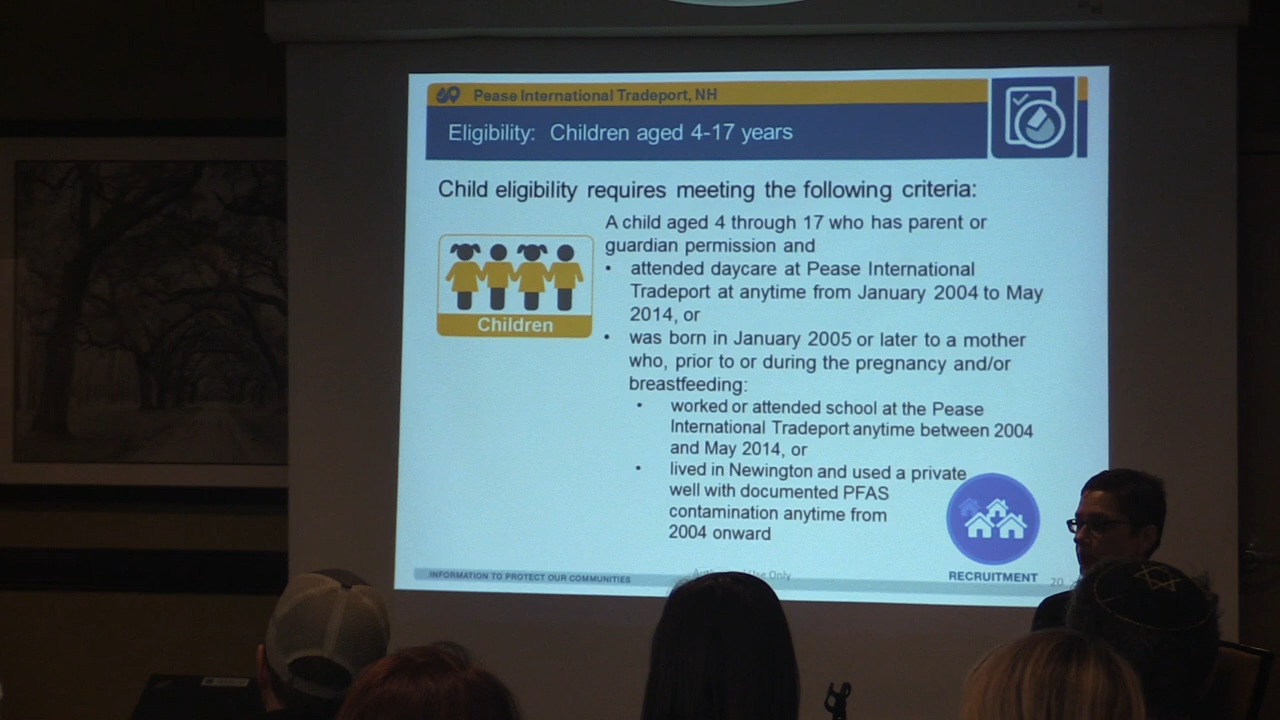 Pease International Tradeport, NH
Eligibility: Children aged 4-17 years
Child eligibility requires meeting the following criteria:
A child aged 4 through 17 who has parent or
guardian permission and
• attended daycare at Pease International
Tradeport at anytime from January 2004 to May
2014, or
• was born in January 2005 or later to a mother
who, prior to or during the pregnancy and/or
breastfeeding:
• worked or attended school at the Pease
International Tradeport anytime between 2004
and May 2014, or
• lived in Newington and used a private
well with documented PFAS
contamination anytime from
2004 onward
Children
RECRUITMENT
INFORMATION TO PROTECT OUR COMMUNITIES
Use Only
20